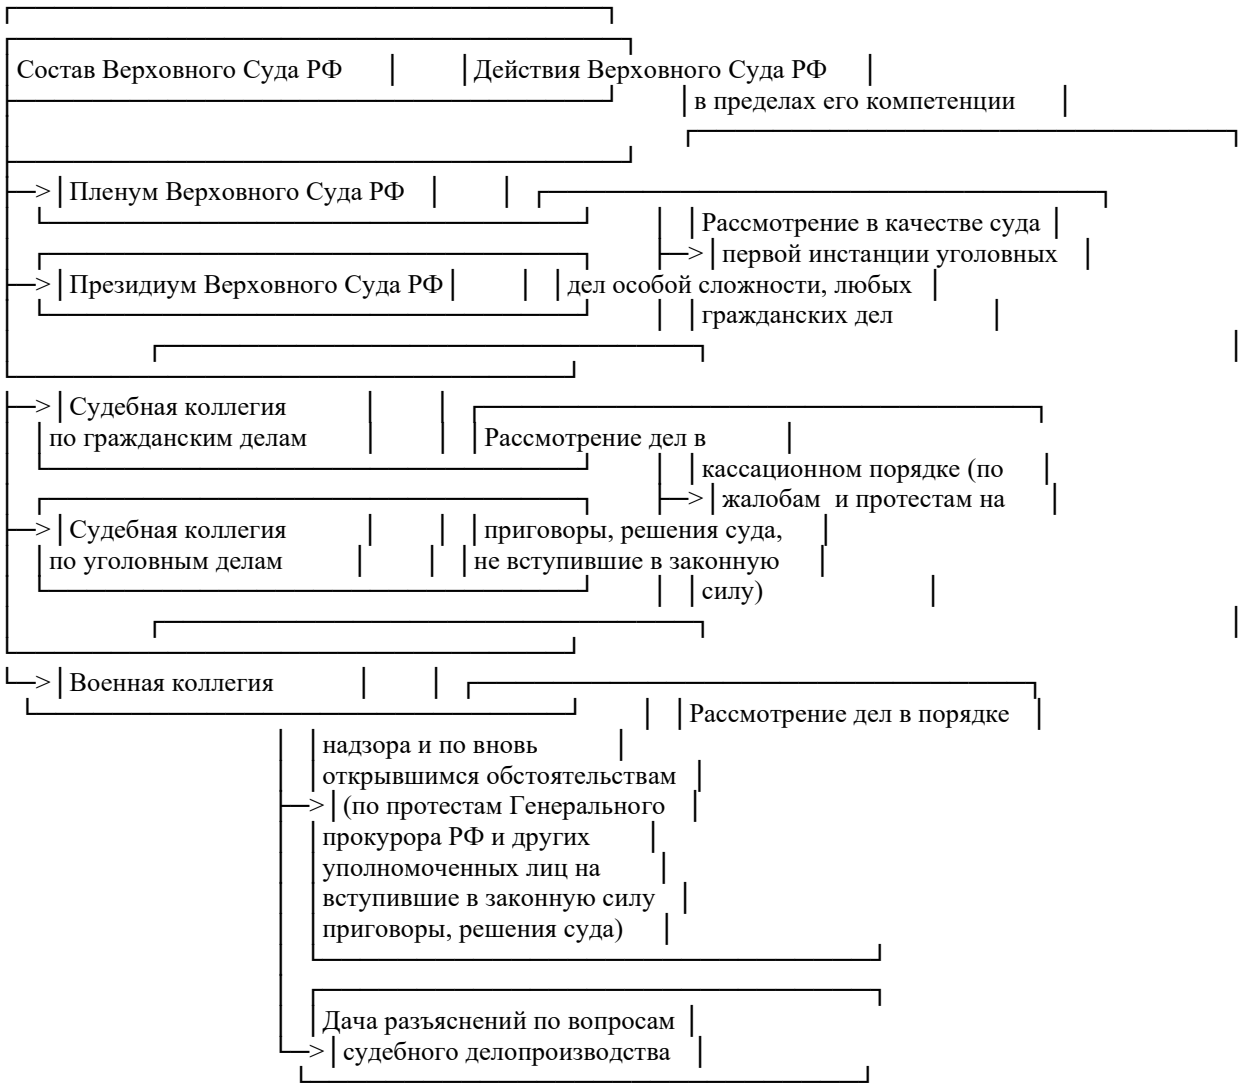 Состав Верховного Суда РФ Действия Верховного Суда РФ
в пределах его компетенции
Пленум Верховного Суда РФ
Рассмотрение в качестве суда
первой инстанции уголовных
Президиум Верховного Суда РФ дел особой сложности, любых
гражданских дел
Судебная коллегия
по гражданским делам Рассмотрение дел в
кассационном порядке (по
жалобам и протестам на
Судебная коллегия приговоры, решения суда,
по уголовным делам не вступившие в законную
силу)
Военная коллегия
Рассмотрение дел в порядке
надзора и по вновь
открывшимся обстоятельствам
(по протестам Генерального
прокурора РФ и других
уполномоченных лиц на
вступившие в законную силу
приговоры, решения суда)
Дача разъяснений по вопросам
судебного делопроизводства